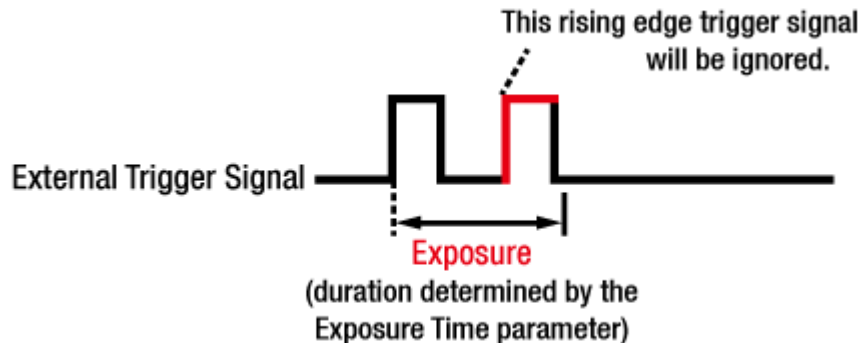 This rising edge trigger signal
will be ignored.
External Trigger Signal
Exposure
(duration determined by the
Exposure Time parameter)